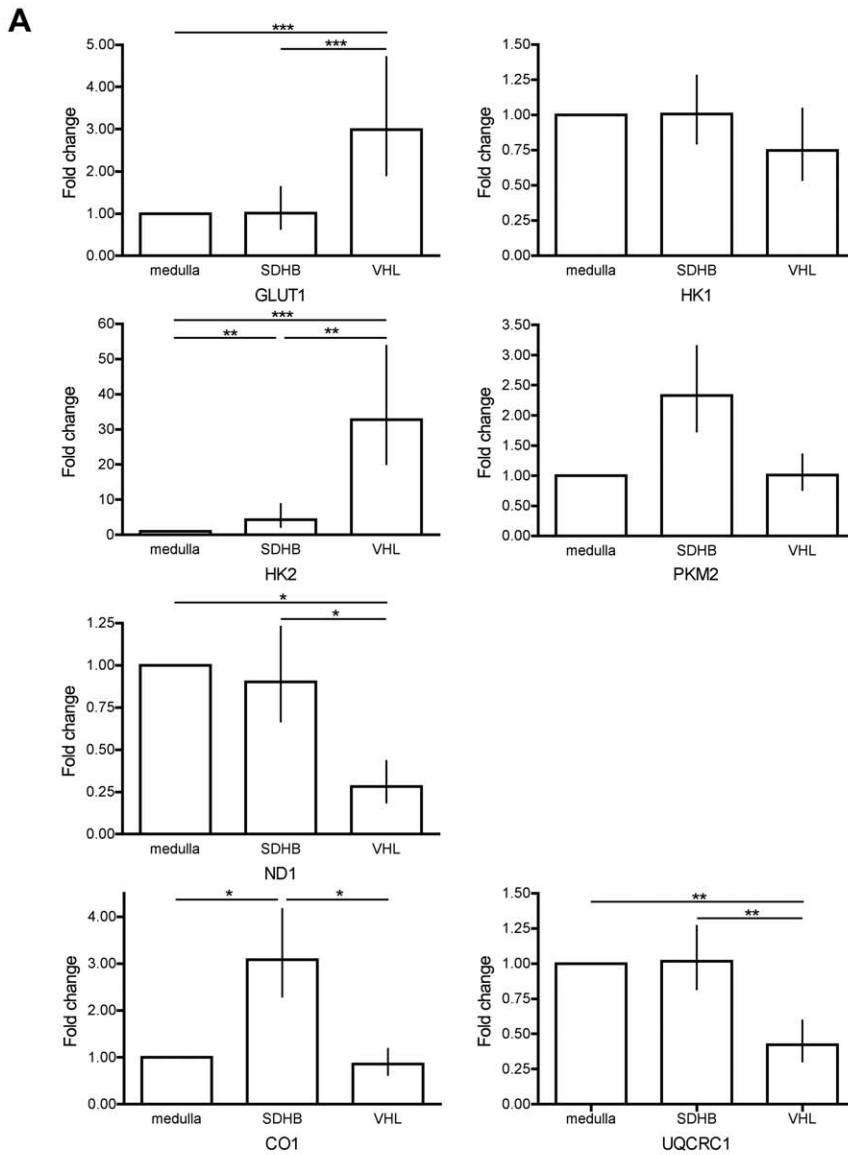 A
***
***
5.00
4.00
3.00
2.00
1.00
0.00
Fold change
medulla SDHB VHL
GLUT1
1.50
1.25
1.00
0.75
0.50
0.25
0.00
Fold change
medulla SDHB VHL
HK1
***
** **
60
50
40
30
20
10
0
Fold change
medulla SDHB VHL
HK2
3.50
3.00
2.50
2.00
1.50
1.00
0.50
0.00
Fold change
medulla SDHB VHL
PKM2
*
*
1.25
1.00
0.75
0.50
0.25
0.00
Fold change
medulla SDHB VHL
ND1
* *
4.00
3.00
2.00
1.00
0.00
Fold change
medulla SDHB VHL
CO1
**
**
1.50
1.25
1.00
0.75
0.50
0.25
0.00
Fold change
medulla SDHB VHL
UQCRC1